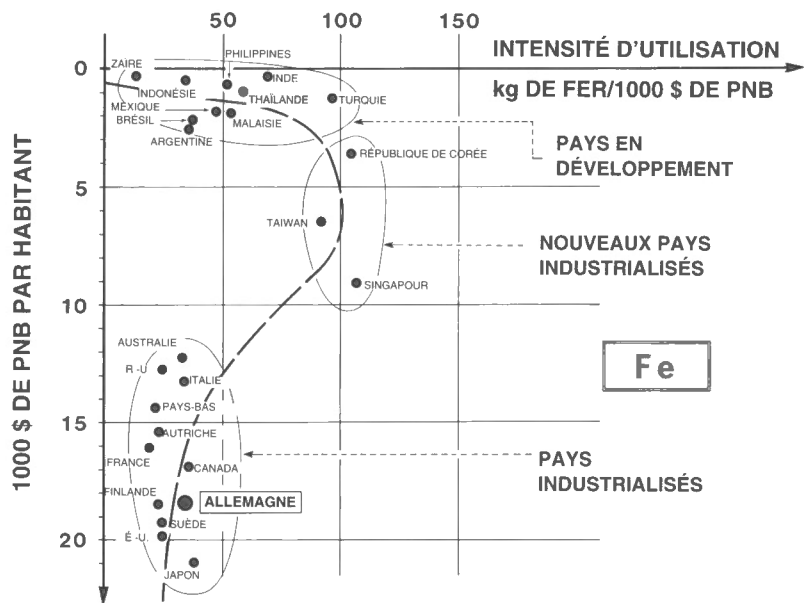 50
100
150
INTENSITÉ D'UTILISATION
kg DE FER/1000 $ DE PNB
0
5
10
15
20
1000 $ DE PNB PAR HABITANT
ZAIRE
PHILIPPINES
INDE
INDONÉSIE
THAÏLANDE
TURQUIE
MEXIQUE
BRÉSIL
MALAISIE
ARGENTINE
PAYS EN
DÉVELOPPEMENT
RÉPUBLIQUE DE CORÉE
TAIWAN
NOUVEAUX PAYS
INDUSTRIALISÉS
SINGAPOUR
AUSTRALIE
R-U
ITALIE
Fe
PAYS-BAS
AUTRICHE
FRANCE
CANADA
PAYS
INDUSTRIALISÉS
FINLANDE
ALLEMAGNE
SUÈDE
É-U.
JAPON